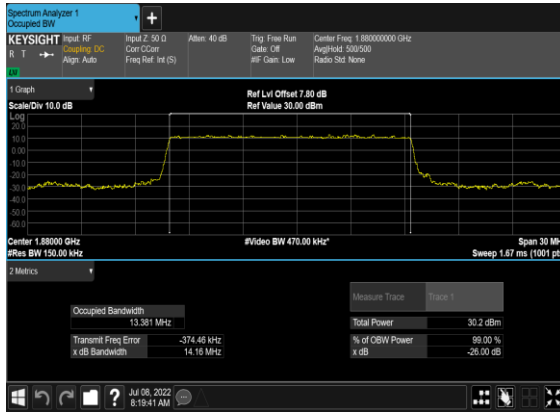 Spectrum Analyzer 1
Occupied BW
KEYSIGHT
R T
LW
Input: RF
Coupling: DC
Align: Auto
Input Z: 50 Ω
Corr CCorr
Freq Ref: Int (S)
Atten: 40 dB
Trig: Free Run
Gate: Off
#IF Gain: Low
Center Freq: 1.880000000 GHz
Avg|Hold: 500/500
Radio Std: None
1 Graph
Scale/Div 10.0 dB
Ref Lvl Offset 7.80 dB
Ref Value 30.00 dBm
Log
20.0
10.0
0.00
-10.0
-20.0
-30.0
-40.0
-50.0
-60.0
Center 1.88000 GHz
#Res BW 150.00 kHz
#Video BW 470.00 kHz*
Span 30 MH
Sweep 1.67 ms (1001 pt
2 Metrics
Measure Trace Trace 1
Occupied Bandwidth
13.381 MHz
Total Power 30.2 dBm
Transmit Freq Error -374.46 kHz
% of OBW Power 99.00 %
x dB Bandwidth 14.16 MHz
x dB -26.00 dB
?
Jul 08, 2022
8:19:41 AM